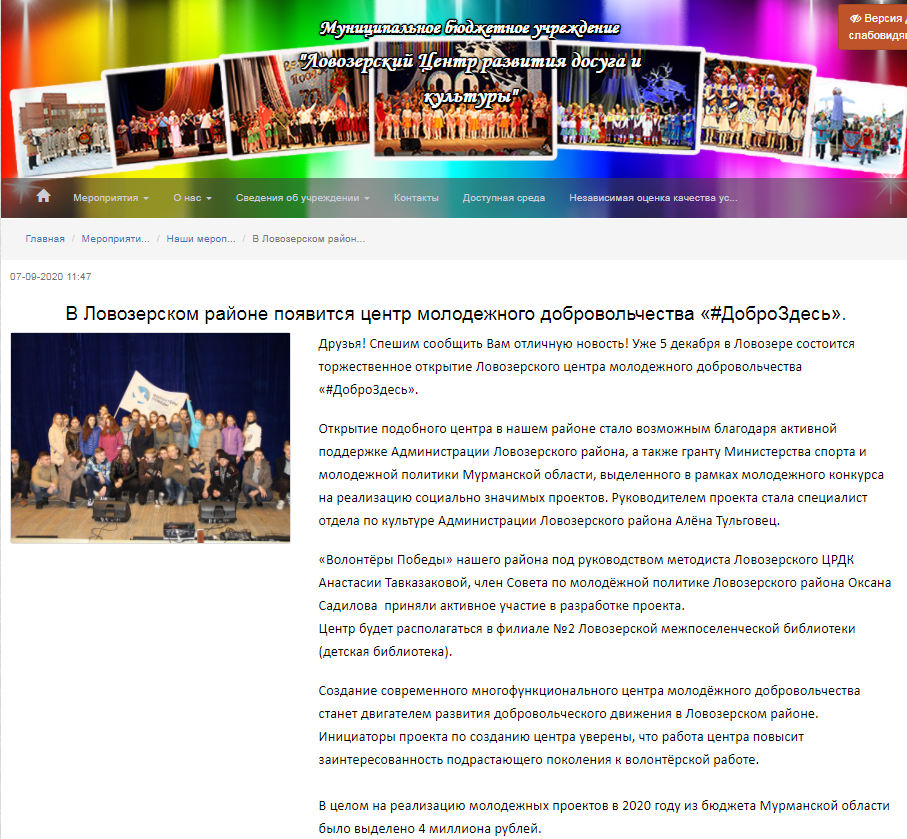 Муниципальное бюджетное учреждение
"Ловозерский Центр развития досуга и
культуры"
Версия
слабовидя
Мероприятия
О нас
Сведения об учреждении
Контакты
Доступная среда
Независимая оценка качества ус...
Главная / Мероприяти... / Наши мероп... / В Ловозерском район...
07-09-2020 11:47
В Ловозерском районе появится центр молодежного добровольчества «#ДоброЗдесь».
Друзья! Спешим сообщить Вам отличную новость! Уже 5 декабря в Ловозере состоится
торжественное открытие Ловозерского центра молодежного добровольчества
«#ДоброЗдесь».
Открытие подобного центра в нашем районе стало возможным благодаря активной
поддержке Администрации Ловозерского района, а также гранту Министерства спорта и
молодежной политики Мурманской области, выделенного в рамках молодежного конкурса
на реализацию социально значимых проектов. Руководителем проекта стала специалист
отдела по культуре Администрации Ловозерского района Алёна Тульговец.
«Волонтёры Победы» нашего района под руководством методиста Ловозерского ЦРДК
Анастасии Тавказаковой, член Совета по молодёжной политике Ловозерского района Оксана
Садилова приняли активное участие в разработке проекта.
Центр будет располагаться в филиале №2 Ловозерской межпоселенческой библиотеки
(детская библиотека).
Создание современного многофункционального центра молодёжного добровольчества
станет двигателем развития добровольческого движения в Ловозерском районе.
Инициаторы проекта по созданию центра уверены, что работа центра повысит
заинтересованность подрастающего поколения к волонтёрской работе.
В целом на реализацию молодежных проектов в 2020 году из бюджета Мурманской области
было выделено 4 миллиона рублей.